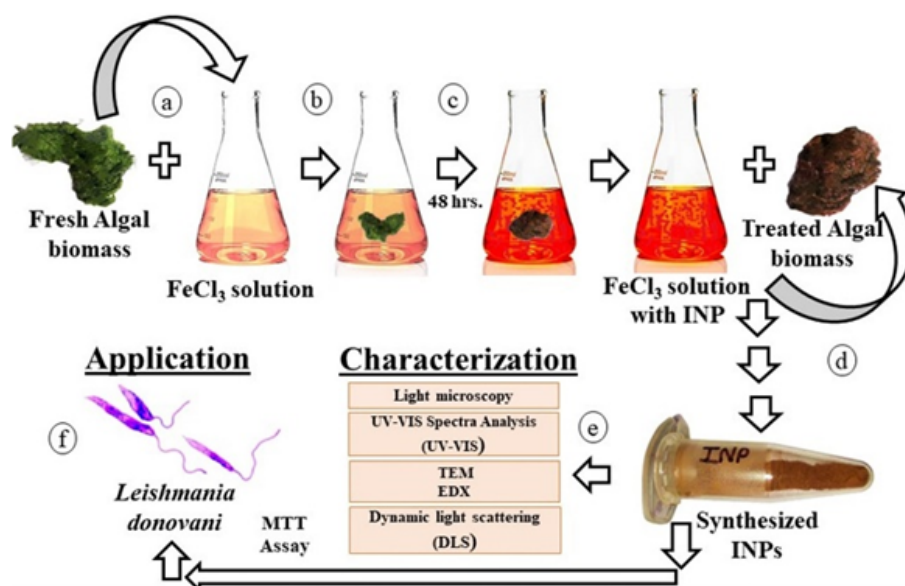 a
b
c
48 hrs.
Fresh Algal
biomass
FeCl₃ solution
FeCl₃ solution
with INP
Treated Algal
biomass
d
Application
Characterization
Light microscopy
UV-VIS Spectra Analysis
(UV-VIS)
TEM
EDX
Dynamic light scattering
(DLS)
e
f
Leishmania
donovani
MTT
Assay
INP
Synthesized
INPs